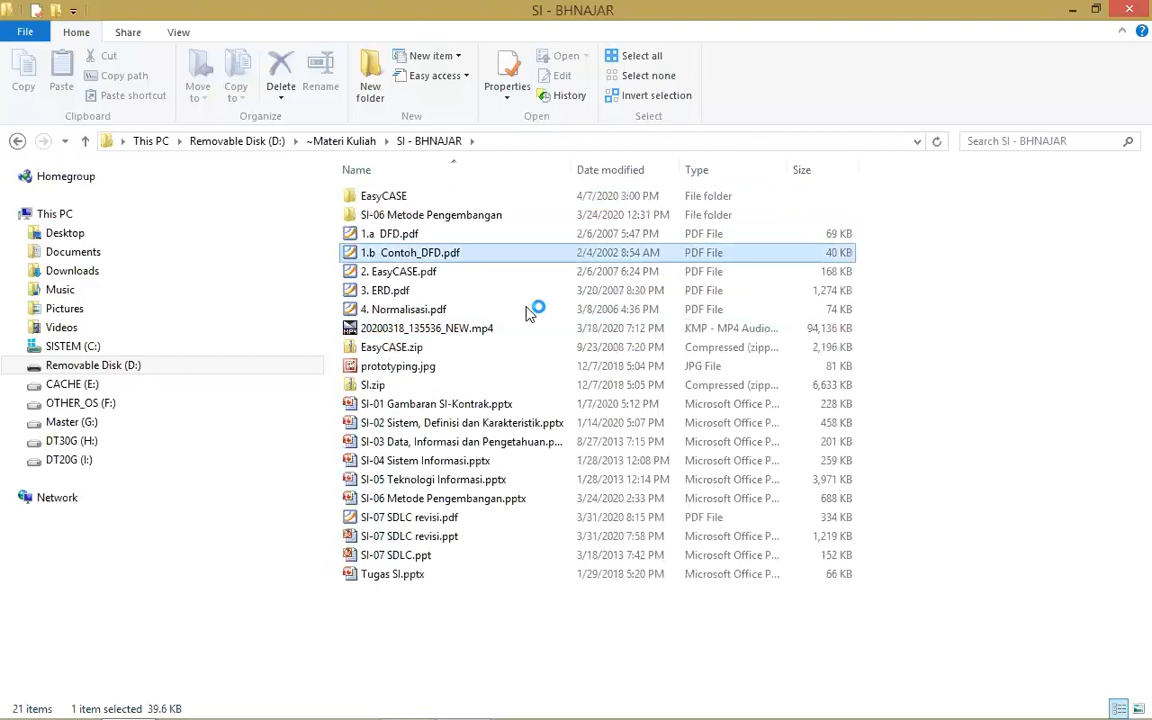 SI - BHNAJAR
File
Home
Share
View
Copy
Paste
Cut
Copy path
Paste shortcut
Clipboard
Move to
Copy to
Delete
Rename
Organize
New folder
New item
Easy access
New
Properties
Open
Edit
History
Open
Select all
Select none
Invert selection
Select
This PC
Removable Disk (D:)
~Materi Kuliah
SI - BHNAJAR
Search SI - BHNAJAR
Homegroup
This PC
Desktop
Documents
Downloads
Music
Pictures
Videos
SISTEM (C:)
Removable Disk (D:)
CACHE (E:)
OTHER_OS (F:)
Master (G:)
DT30G (H:)
DT20G (I:)
Network
Name Date modified Type Size
EasyCASE 4/7/2020 3:00 PM File folder
SI-06 Metode Pengembangan 3/24/2020 12:31 PM File folder
1.a DFD.pdf 2/6/2007 5:47 PM PDF File 69 KB
1.b Contoh_DFD.pdf 2/4/2002 8:54 AM PDF File 40 KB
2. EasyCASE.pdf 2/6/2007 6:24 PM PDF File 168 KB
3. ERD.pdf 3/20/2007 8:30 PM PDF File 1,274 KB
4. Normalisasi.pdf 3/8/2006 4:36 PM PDF File 74 KB
20200318_135536_NEW.mp4 3/18/2020 7:12 PM KMP - MP4 Audio... 94,136 KB
EasyCASE.zip 9/23/2008 7:20 PM Compressed (zipp... 2,196 KB
prototyping.jpg 12/7/2018 5:04 PM JPG File 81 KB
SI.zip 12/7/2018 5:05 PM Compressed (zipp... 6,633 KB
SI-01 Gambaran SI-Kontrak.pptx 1/7/2020 5:12 PM Microsoft Office P... 228 KB
SI-02 Sistem, Definisi dan Karakteristik.pptx 1/14/2020 5:07 PM Microsoft Office P... 458 KB
SI-03 Data, Informasi dan Pengetahuan.p... 8/27/2013 7:15 PM Microsoft Office P... 201 KB
SI-04 Sistem Informasi.pptx 1/28/2013 12:08 PM Microsoft Office P... 259 KB
SI-05 Teknologi Informasi.pptx 1/28/2013 12:14 PM Microsoft Office P... 3,971 KB
SI-06 Metode Pengembangan.pptx 3/24/2020 2:33 PM Microsoft Office P... 688 KB
SI-07 SDLC revisi.pdf 3/31/2020 8:15 PM PDF File 334 KB
SI-07 SDLC revisi.ppt 3/31/2020 7:58 PM Microsoft Office P... 1,219 KB
SI-07 SDLC.ppt 3/18/2013 7:42 PM Microsoft Office P... 152 KB
Tugas SI.pptx 1/29/2018 5:20 PM Microsoft Office P... 66 KB
21 items 1 item selected 39.6 KB